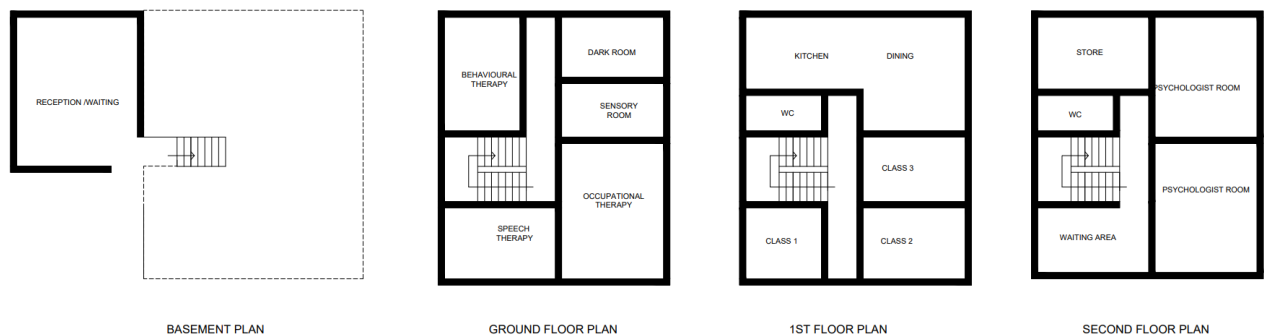 RECEPTION /WAITING
BASEMENT PLAN
BEHAVIOURAL
THERAPY
DARK ROOM
SENSORY
ROOM
OCCUPATIONAL
THERAPY
SPEECH
THERAPY
GROUND FLOOR PLAN
KITCHEN
DINING
WC
CLASS 3
CLASS 1
CLASS 2
1ST FLOOR PLAN
STORE
PSYCHOLOGIST ROOM
WC
PSYCHOLOGIST ROOM
WAITING AREA
SECOND FLOOR PLAN